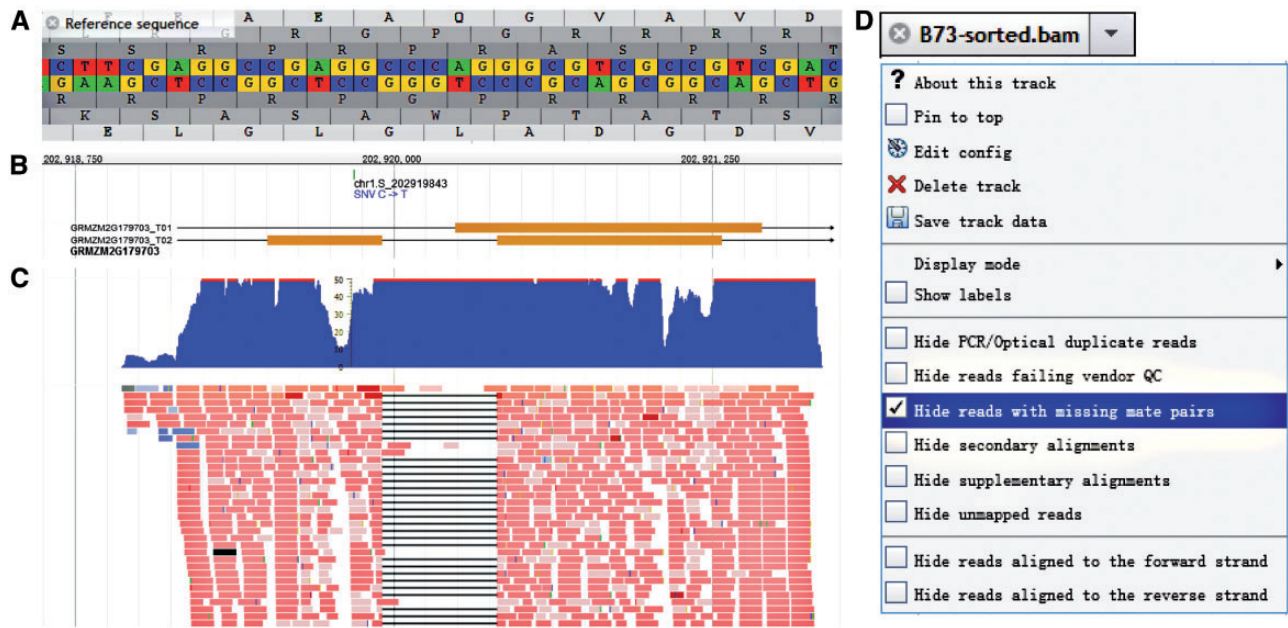 A
Reference sequence
A E A Q G V A V D
R G P G R R R R
S S R P R P R A S P S T
C T T C G A G G C C G A G G C C C A G G G C G T C G C C G T C G A C
G A A G C T C C G G C T C C G G G T C C C G C A G C G G C A G C T G
R R P R P G P R R R R
K S A S A W P T A T S
E L G L G L A D G D V
B
202,918,750 202,920,000 202,921,250
chr1.S_202919843
SNV C -> T
GRMZM2G179703_T01
GRMZM2G179703_T02
GRMZM2G179703
C
50
40
30
20
10
0
D
B73-sorted.bam
? About this track
Pin to top
Edit config
Delete track
Save track data
Display mode
Show labels
Hide PCR/Optical duplicate reads
Hide reads failing vendor QC
Hide reads with missing mate pairs
Hide secondary alignments
Hide supplementary alignments
Hide unmapped reads
Hide reads aligned to the forward strand
Hide reads aligned to the reverse strand